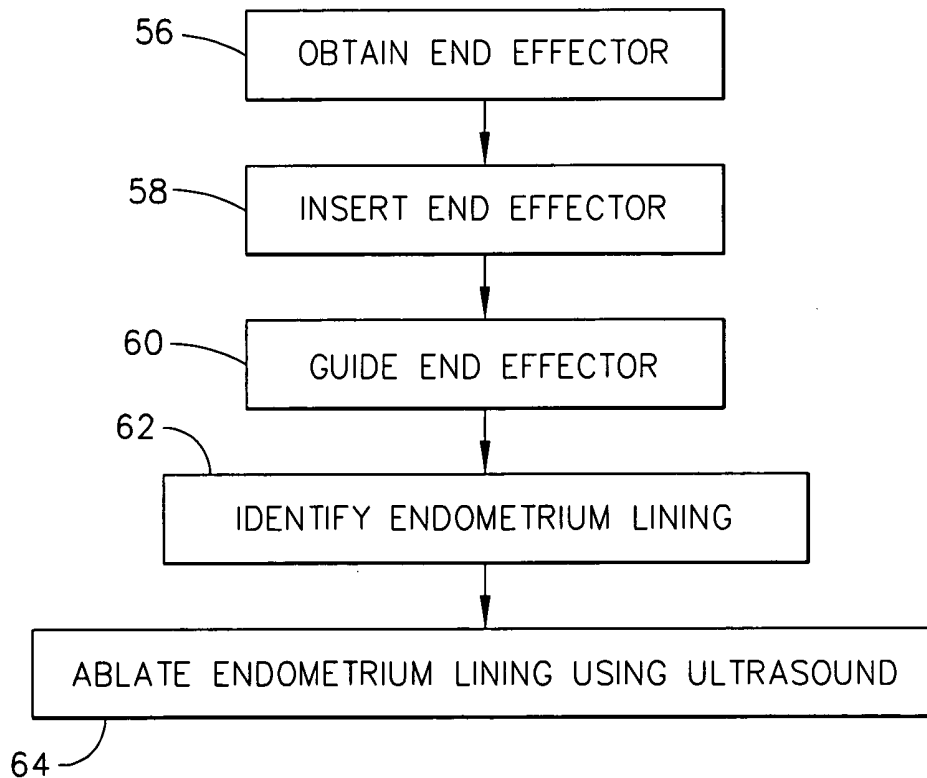 56
OBTAIN END EFFECTOR
58
INSERT END EFFECTOR
60
GUIDE END EFFECTOR
62
IDENTIFY ENDOMETRIUM LINING
ABLATE ENDOMETRIUM LINING USING ULTRASOUND
64